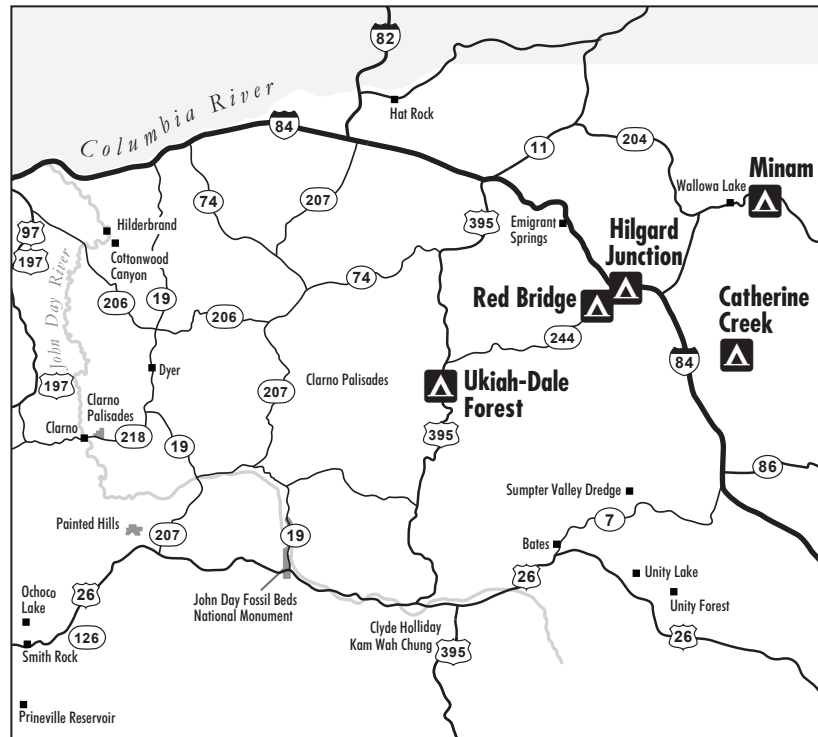 82
Columbia River
84
Hat Rock
11
204
Minam
Wallowa Lake
74
207
97
197
Hilderbrand
Cottonwood
Canyon
395
Emigrant
Springs
Hilgard
Junction
John Day River
206
19
206
74
Red Bridge
244
Catherine
Creek
84
197
Dyer
207
Clarno Palisades
Ukiah-Dale
Forest
Clarno
Palisades
Clarno
218
19
395
86
Sumpter Valley Dredge
7
Painted Hills
207
19
Bates
26
Ochoco
Lake
26
126
Smith Rock
John Day Fossil Beds
National Monument
Clyde Holliday
Kam Wah Chung
395
Unity Lake
Unity Forest
26
Prineville Reservoir